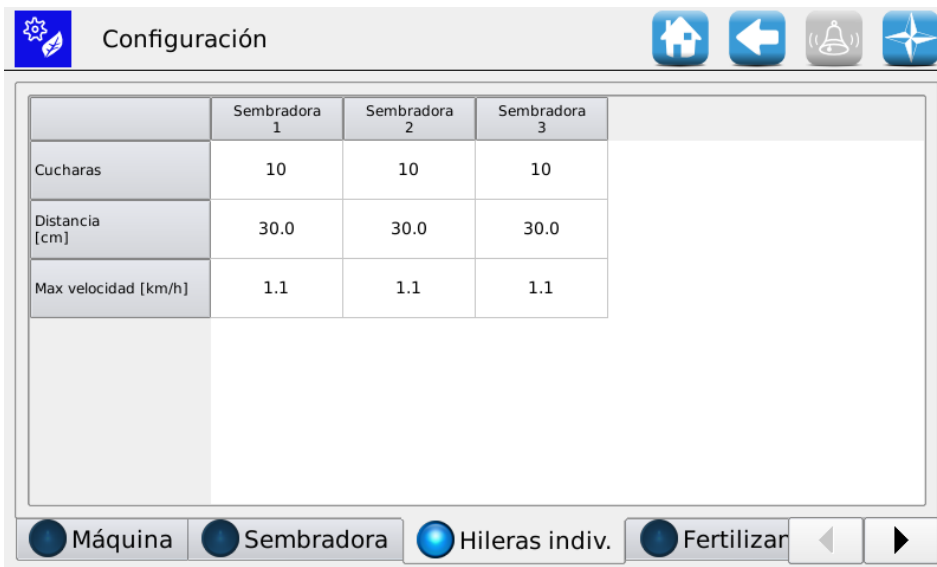 Configuración
Sembradora
1
Sembradora
2
Sembradora
3
Cucharas
10
10
10
Distancia
[cm]
30.0
30.0
30.0
Max velocidad [km/h]
1.1
1.1
1.1
Máquina
Sembradora
Hileras indiv.
Fertilizar